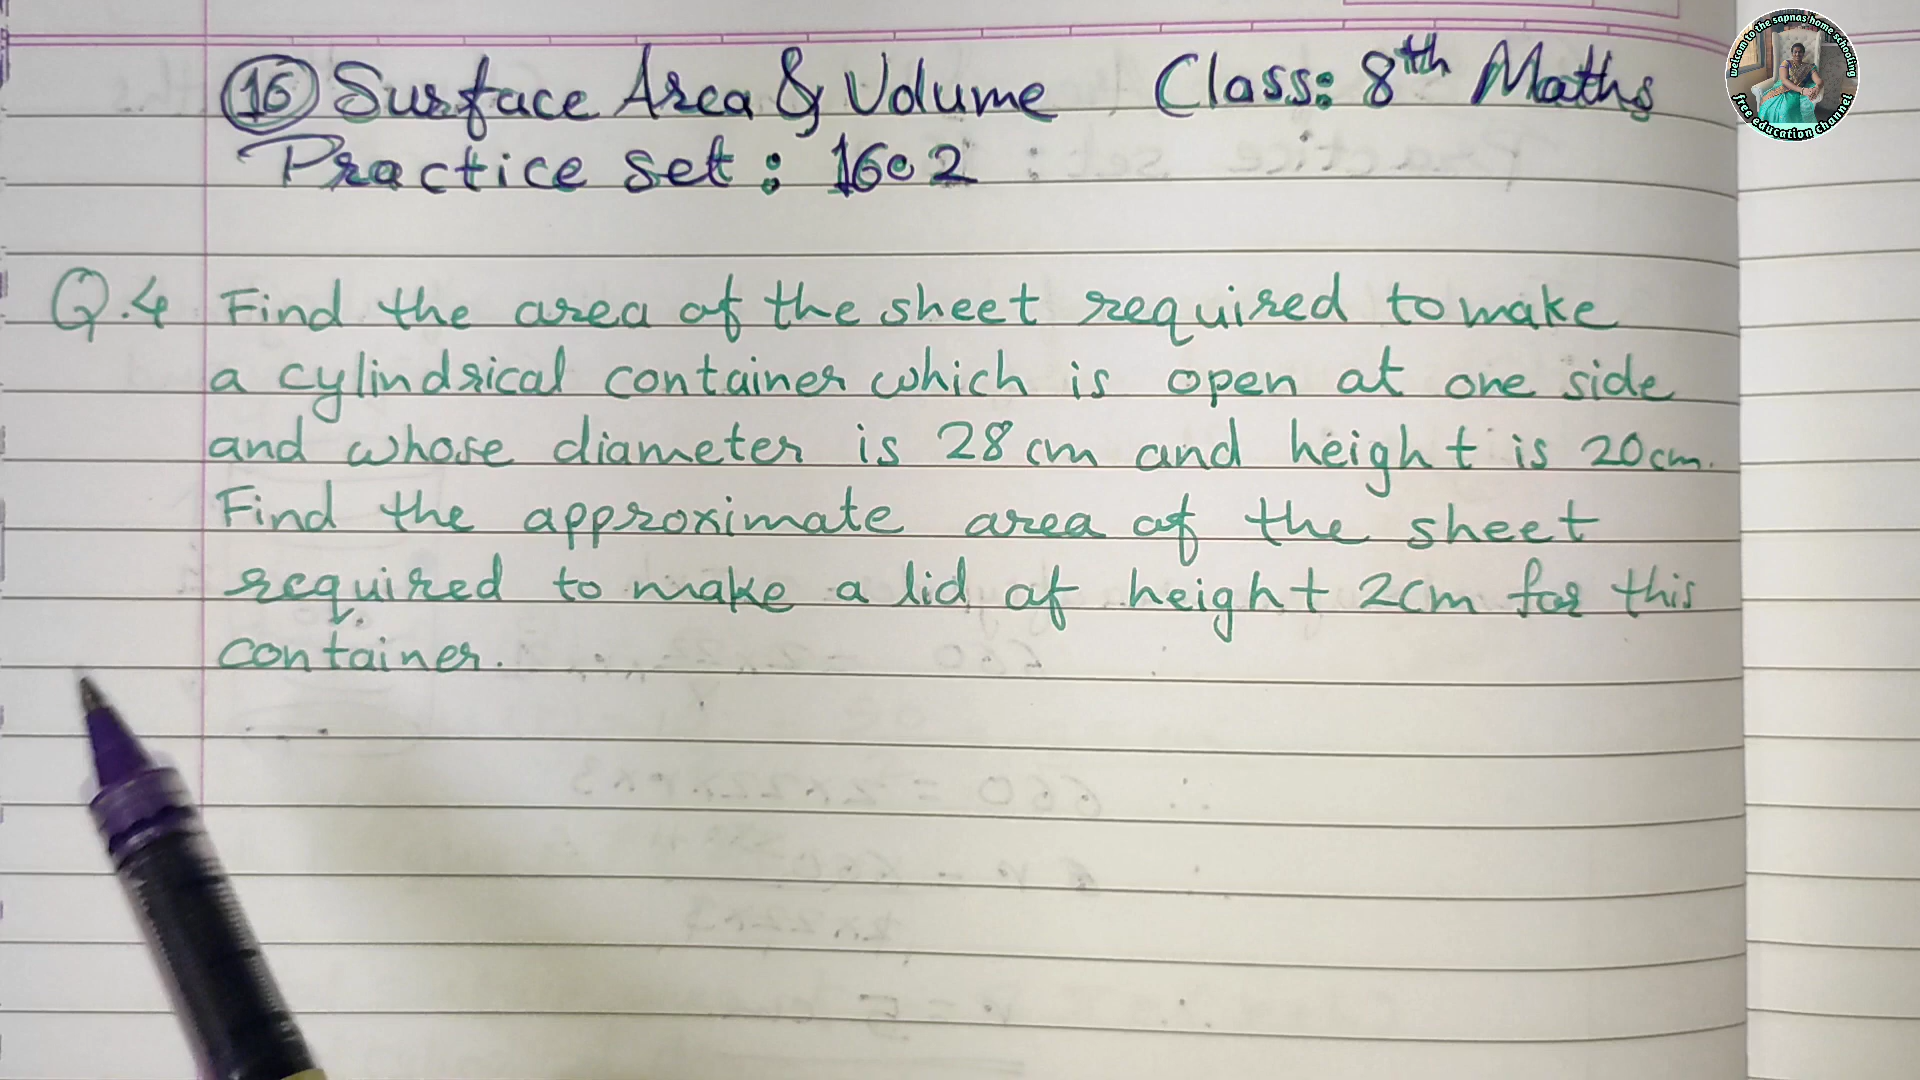 16 Surface Area & Volume Class: 8th Maths
Practice set: 16.2
Q.4 Find the area of the sheet required to make
a cylindrical container which is open at one side
and whose diameter is 28cm and height is 20cm.
Find the approximate area of the sheet
required to make a lid of height 2cm for this
container.
welcom to the sapnas home schooling
free education channel